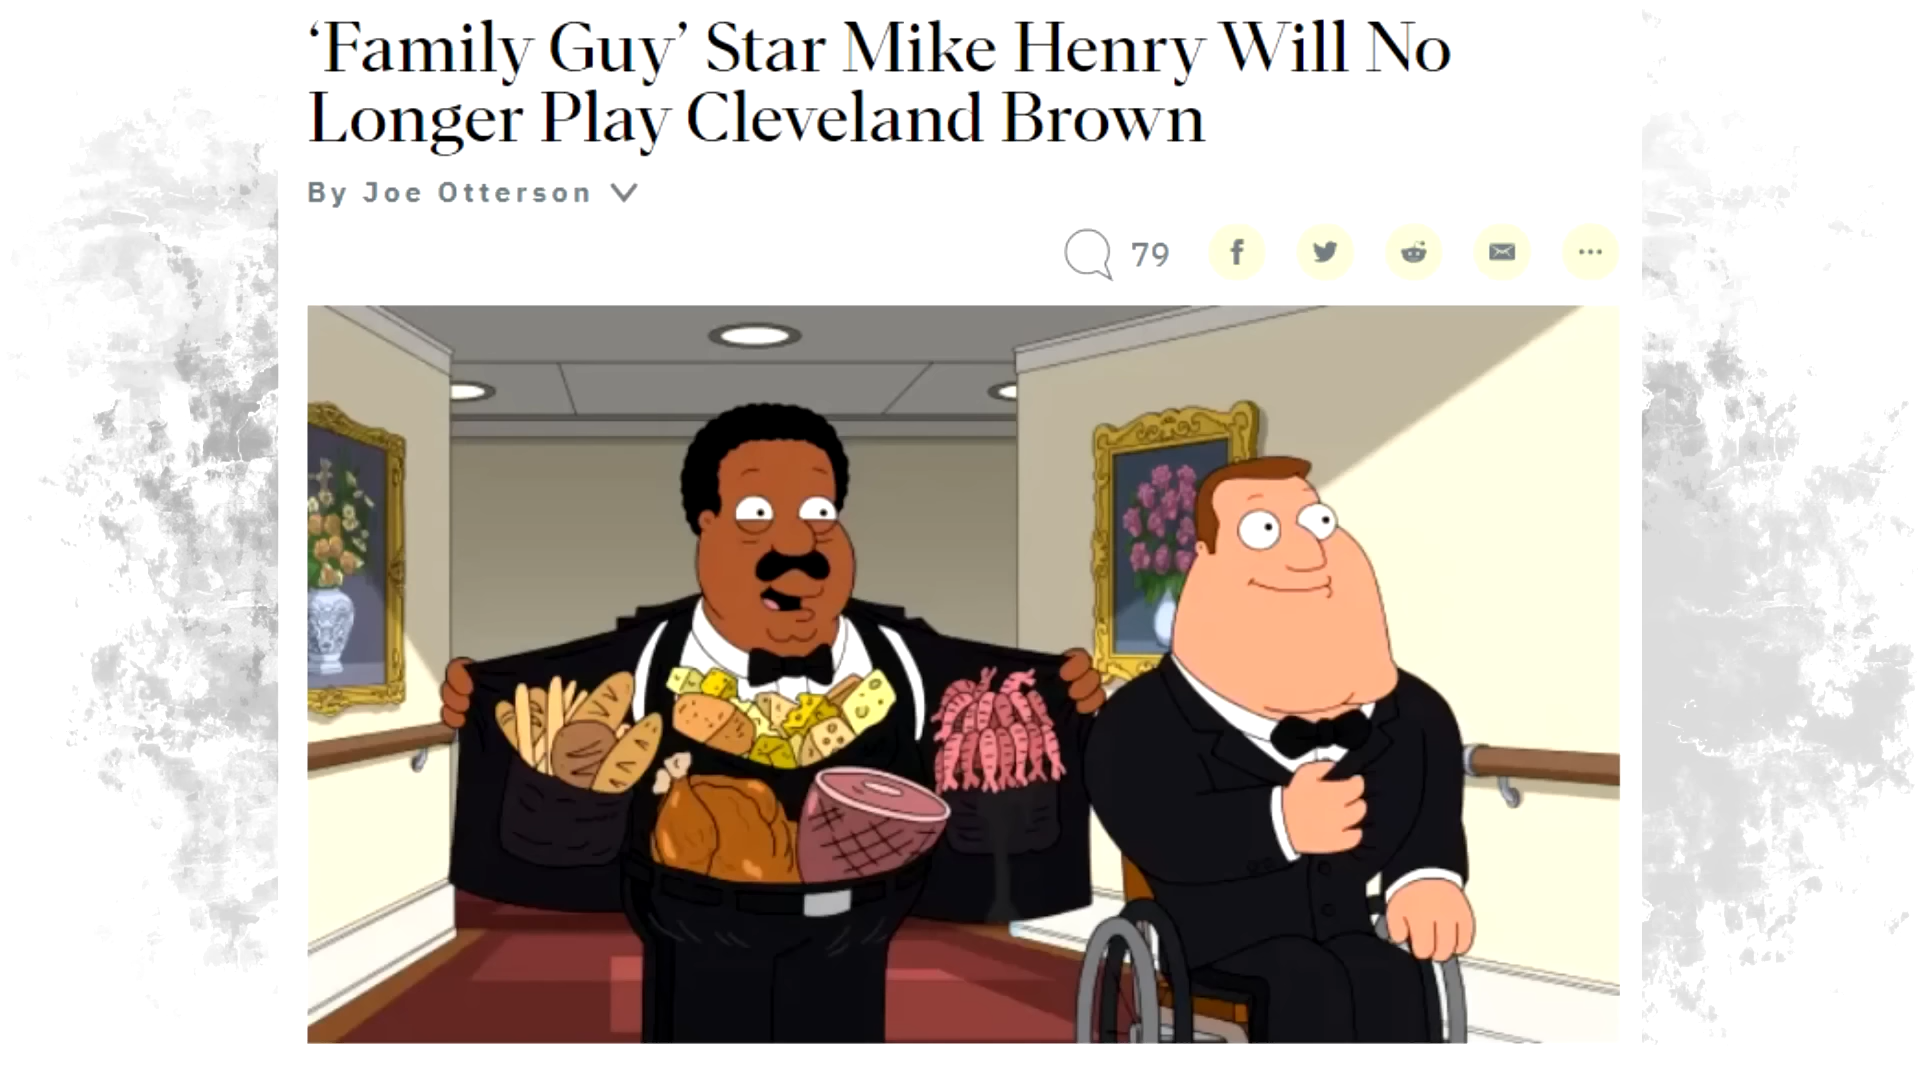 ‘Family Guy’ Star Mike Henry Will No
Longer Play Cleveland Brown
By Joe Otterson
79